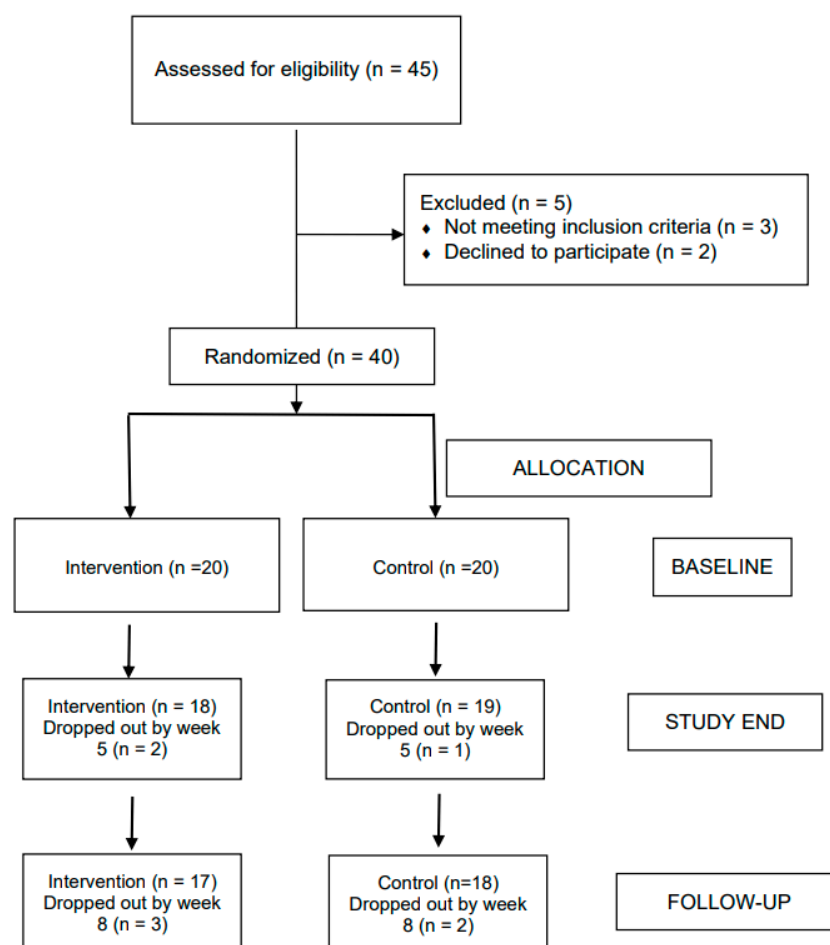 Assessed for eligibility (n = 45)
Excluded (n = 5)
♦ Not meeting inclusion criteria (n = 3)
♦ Declined to participate (n = 2)
Randomized (n = 40)
ALLOCATION
Intervention (n =20)
Control (n =20)
BASELINE
Intervention (n = 18)
Dropped out by week
5 (n = 2)
Control (n = 19)
Dropped out by week
5 (n = 1)
STUDY END
Intervention (n = 17)
Dropped out by week
8 (n = 3)
Control (n=18)
Dropped out by week
8 (n = 2)
FOLLOW-UP